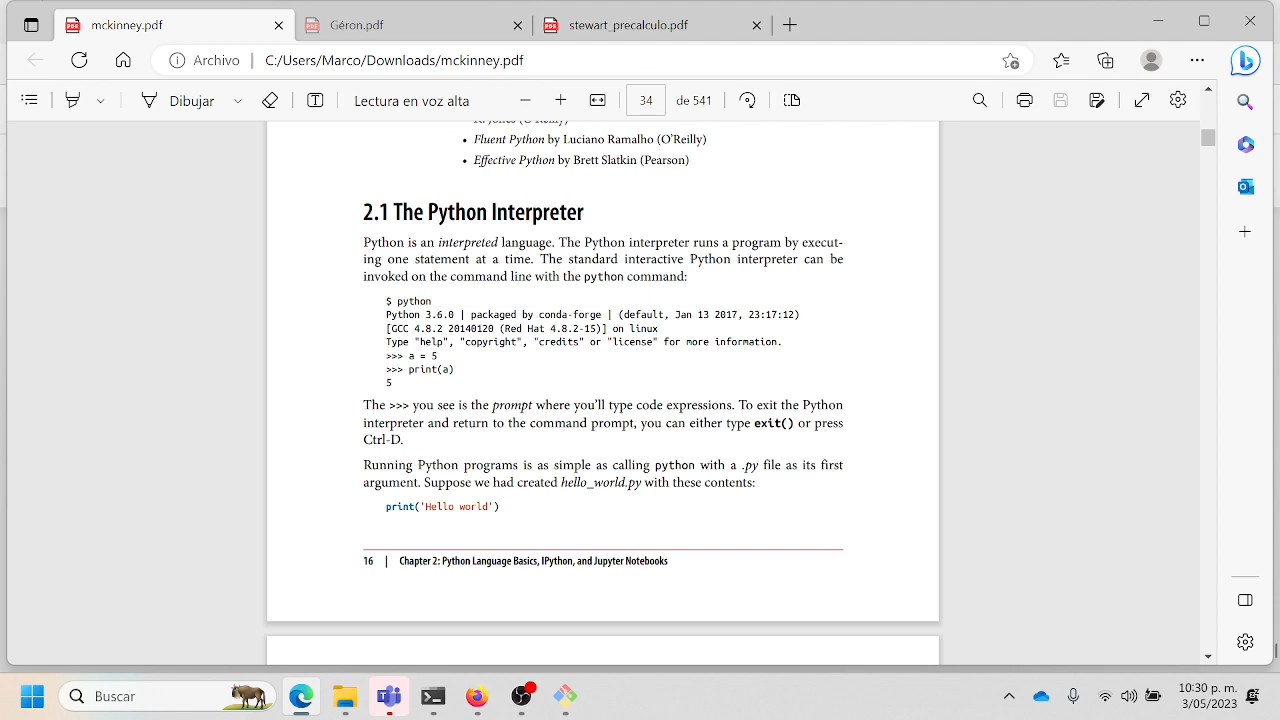 mckinney.pdf
Géron.pdf
stewart_precalculo.pdf
Archivo
C:/Users/Marco/Downloads/mckinney.pdf
Dibujar
Lectura en voz alta
34
de 541
• Fluent Python by Luciano Ramalho (O'Reilly)
• Effective Python by Brett Slatkin (Pearson)
2.1 The Python Interpreter
Python is an interpreted language. The Python interpreter runs a program by execut-
ing one statement at a time. The standard interactive Python interpreter can be
invoked on the command line with the python command:
$ python
Python 3.6.0 | packaged by conda-forge | (default, Jan 13 2017, 23:17:12)
[GCC 4.8.2 20140120 (Red Hat 4.8.2-15)] on linux
Type "help", "copyright", "credits" or "license" for more information.
>>> a = 5
>>> print(a)
5
The >>> you see is the prompt where you'll type code expressions. To exit the Python
interpreter and return to the command prompt, you can either type exit() or press
Ctrl-D.
Running Python programs is as simple as calling python with a .py file as its first
argument. Suppose we had created hello_world.py with these contents:
print('Hello world')
16 | Chapter 2: Python Language Basics, IPython, and Jupyter Notebooks
Buscar
10:30 p. m.
3/05/2023